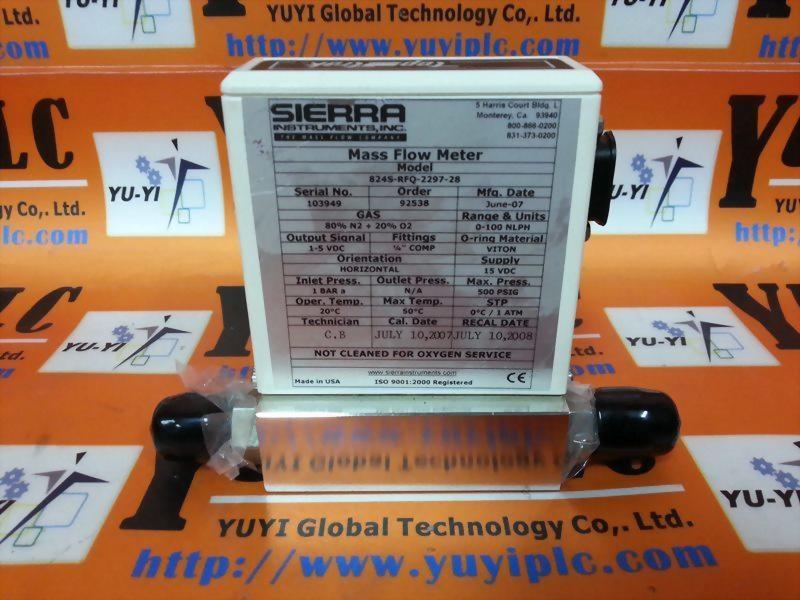 YUYI Global Technology Co,. Ltd.
http://www.yuyiplc.com
YU-YI
SIERRA
INSTRUMENTS, INC.
THE MASS FLOW COMPANY
5 Harris Court Bldg. L
Monterey, Ca. 93940
800-866-0200
831-373-0200
Mass Flow Meter
Model
824S-RFQ-2297-28
Serial No. Order Mfg. Date
103949 92538 June-07
GAS Range & Units
80% N2 + 20% O2 0-100 NLPH
Output Signal Fittings O-ring Material
1-5 VDC ¼" COMP VITON
Orientation Supply
HORIZONTAL 15 VDC
Inlet Press. Outlet Press. Max. Press.
1 BAR a N/A 500 PSIG
Oper. Temp. Max Temp. STP
20°C 50°C 0°C / 1 ATM
Technician Cal. Date RECAL DATE
C.B JULY 10,2007 JULY 10,2008
NOT CLEANED FOR OXYGEN SERVICE
www.sierrainstruments.com
Made in USA ISO 9001:2000 Registered CE
YU-YI
YUYI Global Technology Co,. Ltd.
http://www.yuyiplc.com